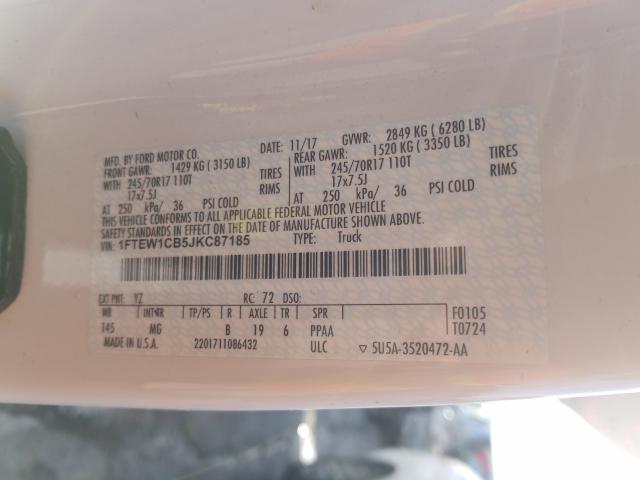 MFD. BY FORD MOTOR CO. DATE: 11/17 GVWR: 2849 KG ( 6280 LB)
FRONT GAWR: 1429 KG ( 3150 LB) REAR GAWR: 1520 KG ( 3350 LB)
WITH 245/70R17 110T TIRES WITH 245/70R17 110T TIRES
17x7.5J RIMS 17x7.5J RIMS
AT 250 kPa/ 36 PSI COLD AT 250 kPa/ 36 PSI COLD
THIS VEHICLE CONFORMS TO ALL APPLICABLE FEDERAL MOTOR VEHICLE
SAFETY STANDARDS IN EFFECT ON THE DATE OF MANUFACTURE SHOWN ABOVE.
VIN: 1FTEW1CB5JKC87185 TYPE: Truck
EXT PNT: YZ RC: 72 DSO:
WB INT TR TP/PS R AXLE TR SPR F0105
145 MG B 19 6 PPAA T0724
MADE IN U.S.A. 2201711086432 ULC ▽ 5U5A-3520472-AA